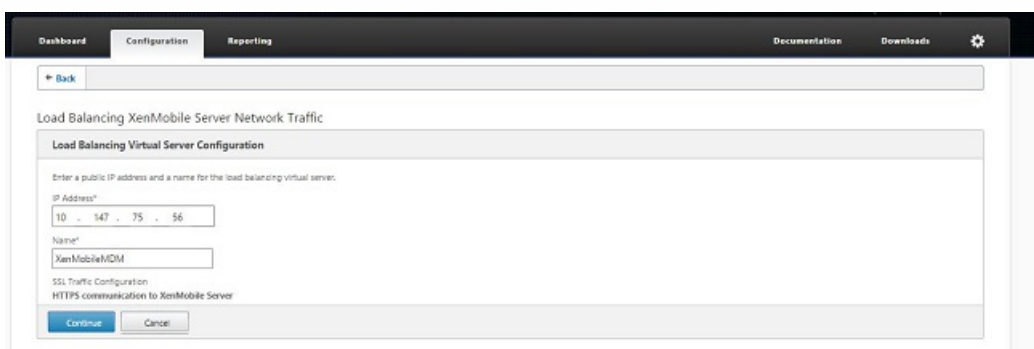 Dashboard Configuration Reporting Documentation Downloads
← Back
Load Balancing XenMobile Server Network Traffic
Load Balancing Virtual Server Configuration
Enter a public IP address and a name for the load balancing virtual server.
IP Address*
10 . 147 . 75 . 56
Name*
XenMobileMDM
SSL Traffic Configuration
HTTPS communication to XenMobile Server
Continue Cancel